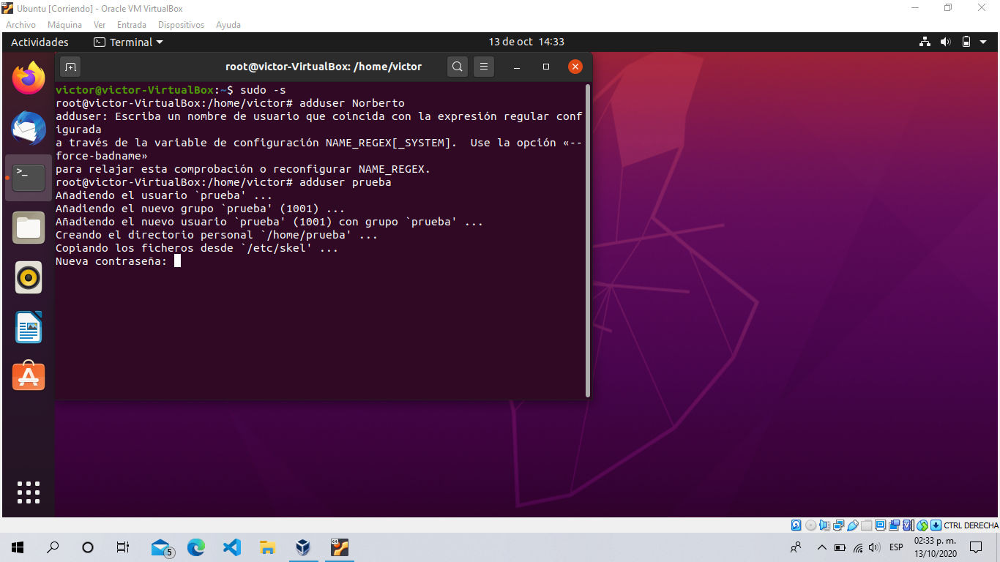 Ubuntu [Corriendo] - Oracle VM VirtualBox
Archivo Máquina Ver Entrada Dispositivos Ayuda
Actividades Terminal 13 de oct 14:33
root@victor-VirtualBox: /home/victor
victor@victor-VirtualBox:~$ sudo -s
root@victor-VirtualBox:/home/victor# adduser Norberto
adduser: Escriba un nombre de usuario que coincida con la expresión regular conf
igurada
a través de la variable de configuración NAME_REGEX[_SYSTEM].  Use la opción «--
force-badname»
para relajar esta comprobación o reconfigurar NAME_REGEX.
root@victor-VirtualBox:/home/victor# adduser prueba
Añadiendo el usuario `prueba' ...
Añadiendo el nuevo grupo `prueba' (1001) ...
Añadiendo el nuevo usuario `prueba' (1001) con grupo `prueba' ...
Creando el directorio personal `/home/prueba' ...
Copiando los ficheros desde `/etc/skel' ...
Nueva contraseña:
CTRL DERECHA
5
ESP
02:33 p. m.
13/10/2020